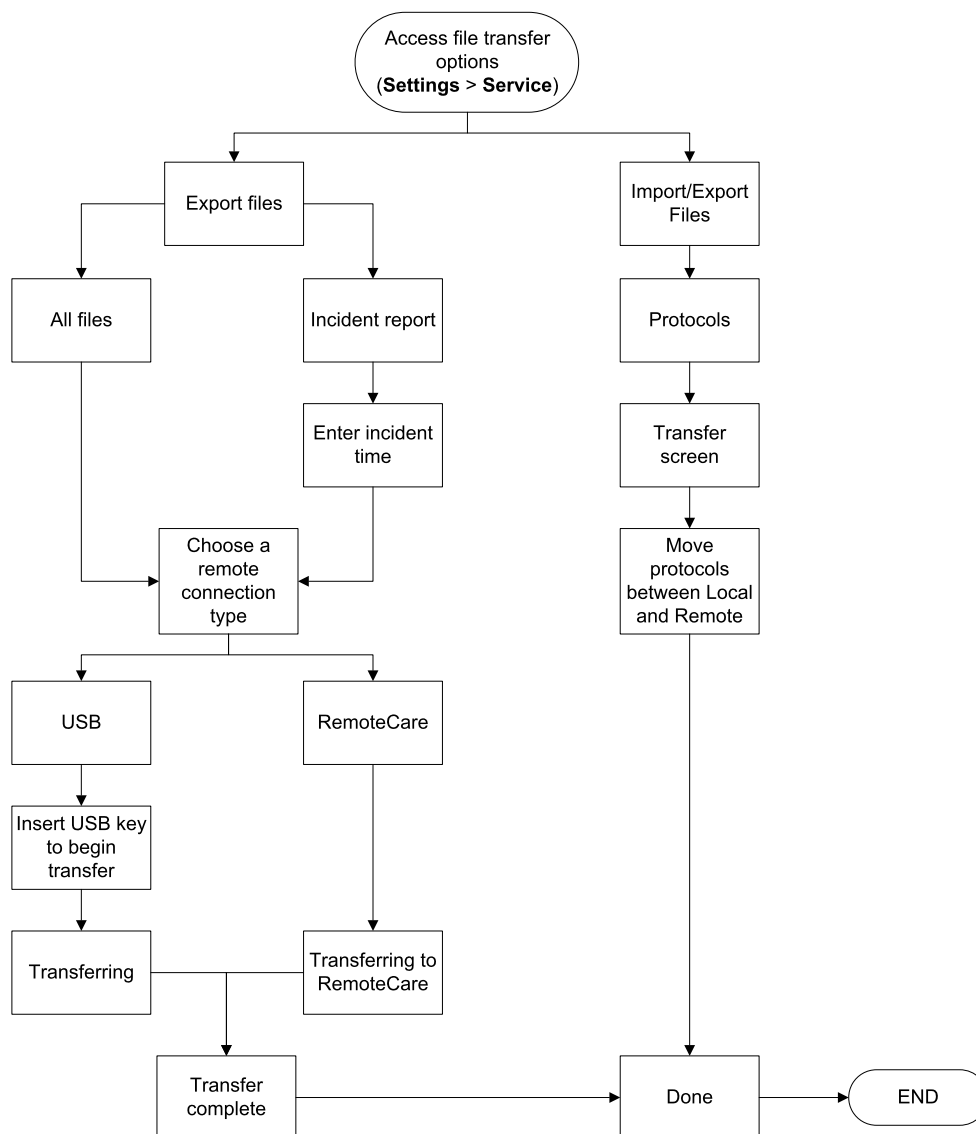 Access file transfer
options
(Settings > Service)
Export files
Import/Export
Files
All files
Incident report
Protocols
Enter incident
time
Transfer
screen
Choose a
remote
connection
type
Move
protocols
between Local
and Remote
USB
RemoteCare
Insert USB key
to begin
transfer
Transferring
Transferring to
RemoteCare
Transfer
complete
Done
END